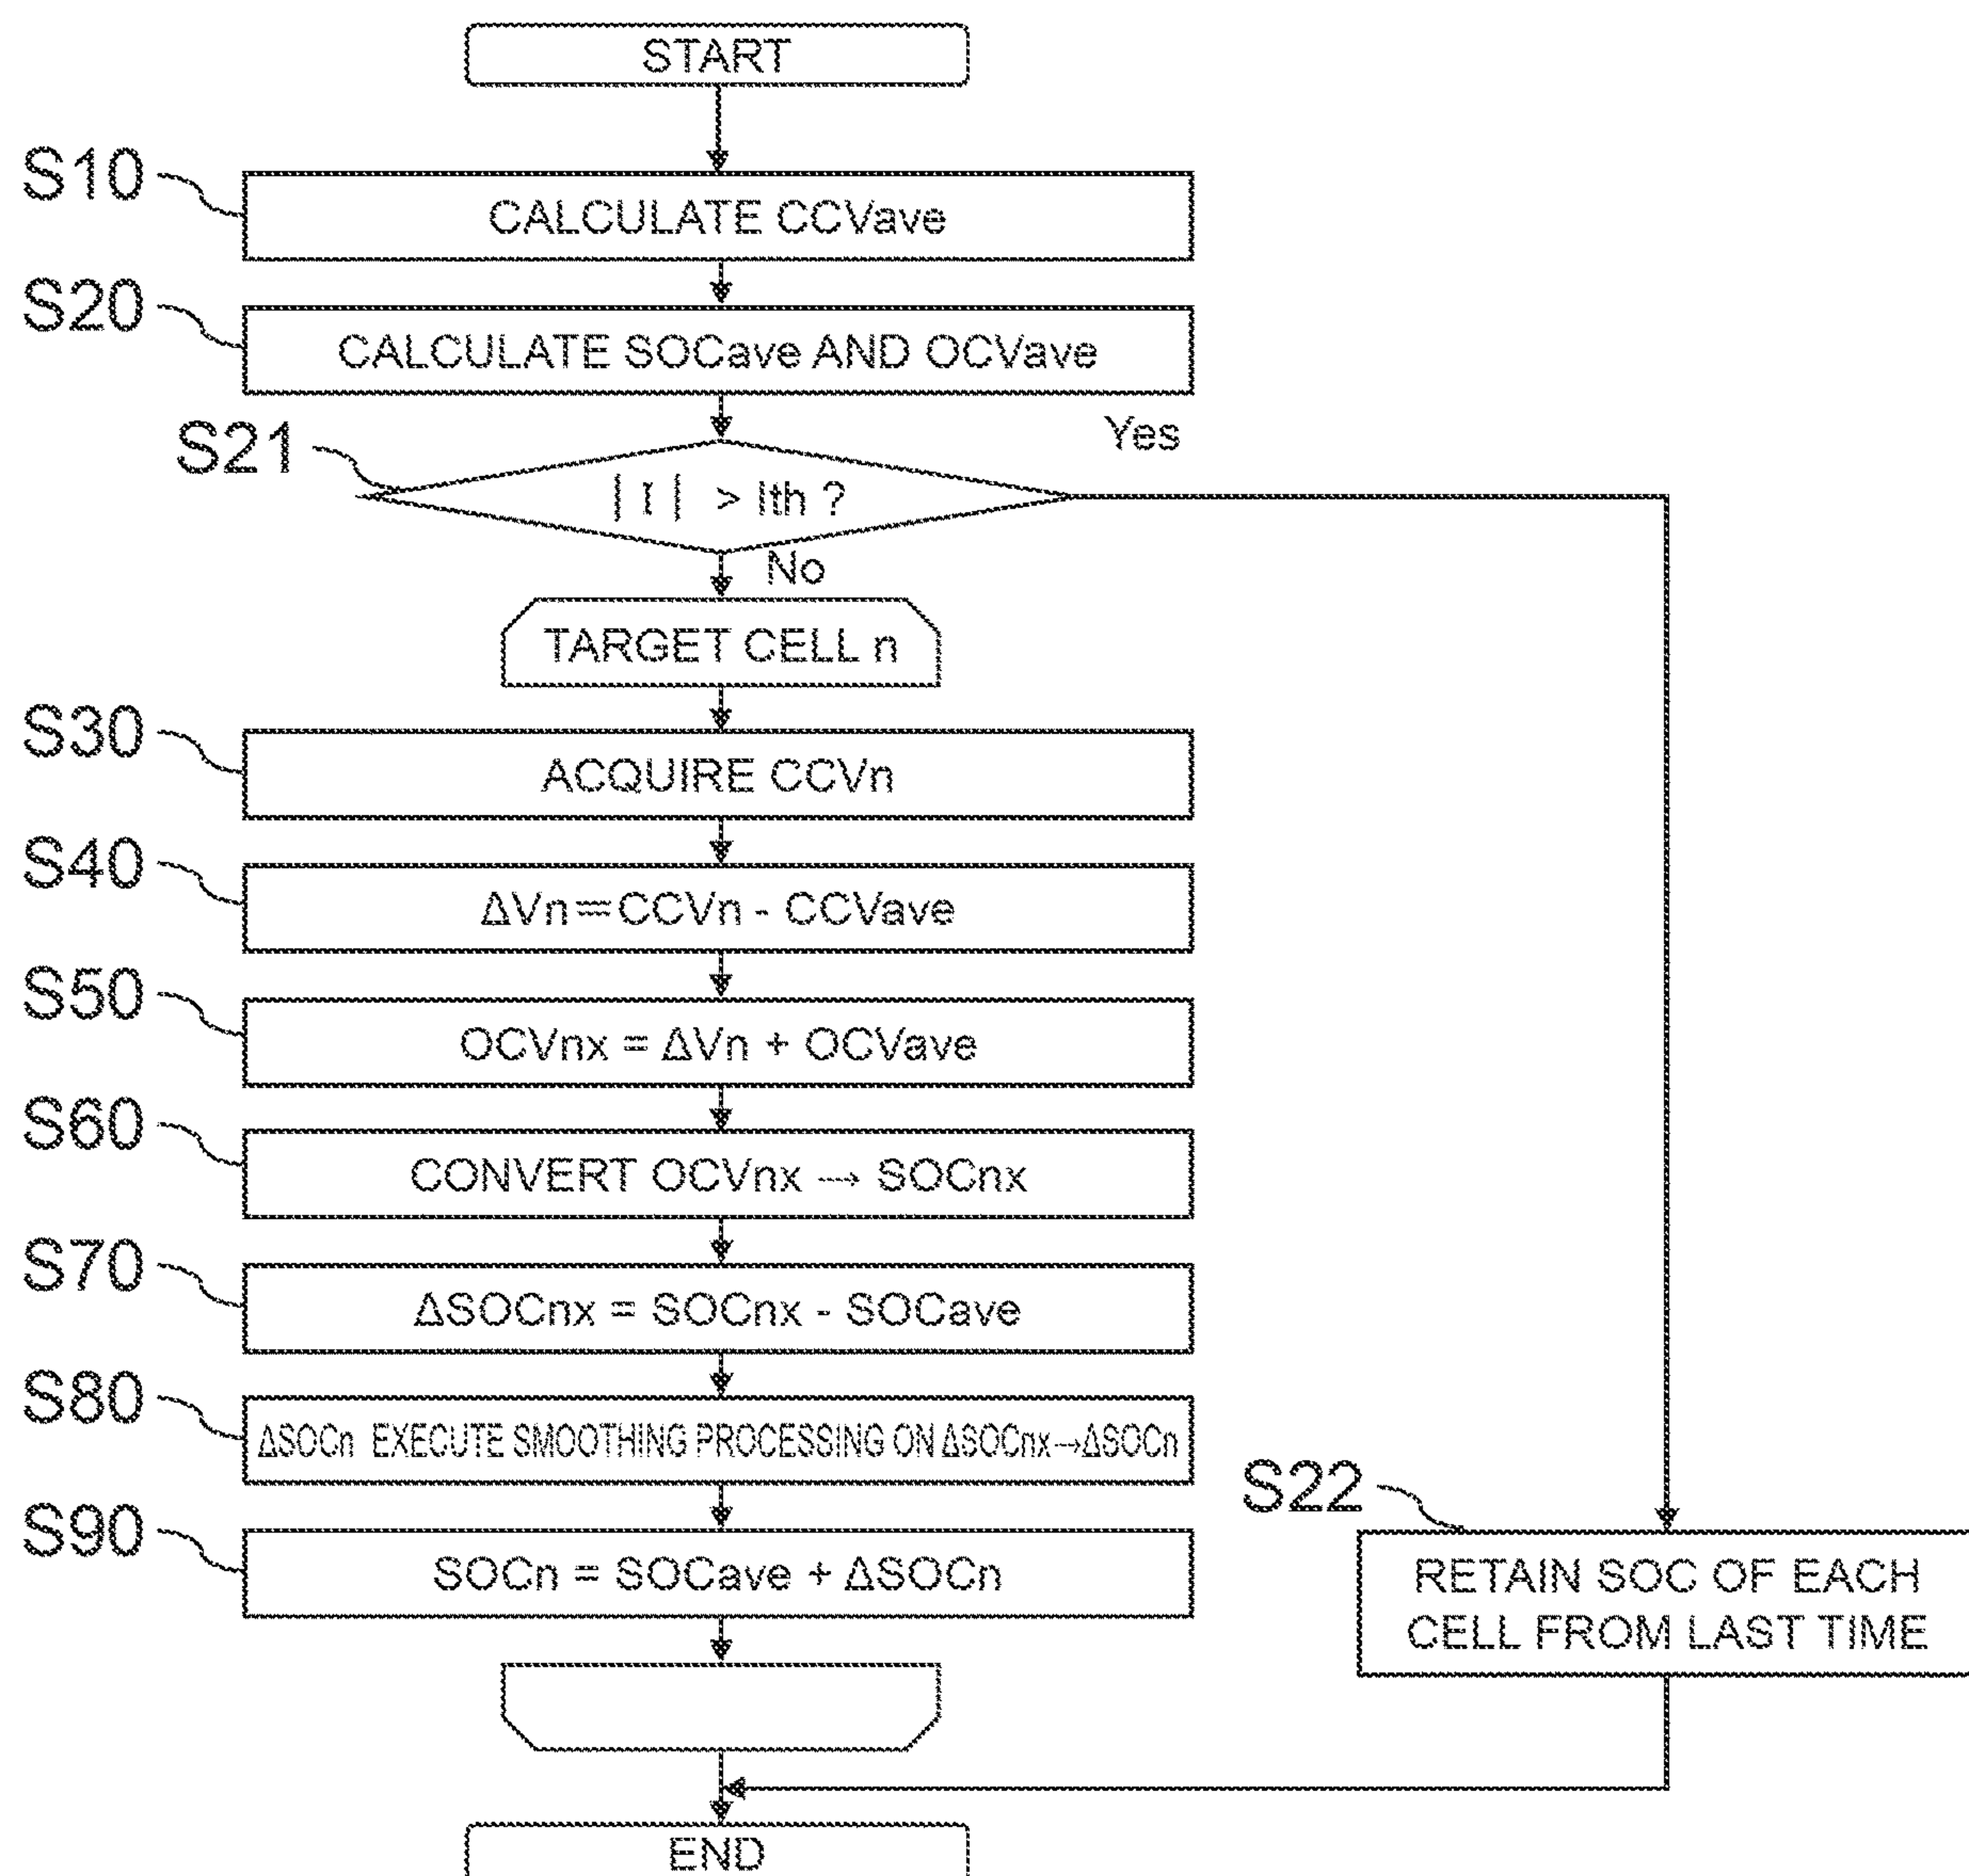 START
S10
CALCULATE CCVave
S20
CALCULATE SOCave AND OCVave
S21
| I | > Ith ?
Yes
No
TARGET CELL n
S30
ACQUIRE CCVn
S40
ΔVn=CCVn - CCVave
S50
OCVnx = ΔVn + OCVave
S60
CONVERT OCVnx → SOCnx
S70
ΔSOCnx = SOCnx - SOCave
S80
ΔSOCn EXECUTE SMOOTHING PROCESSING ON ΔSOCnx→ΔSOCn
S90
SOCn = SOCave + ΔSOCn
S22
RETAIN SOC OF EACH
CELL FROM LAST TIME
END